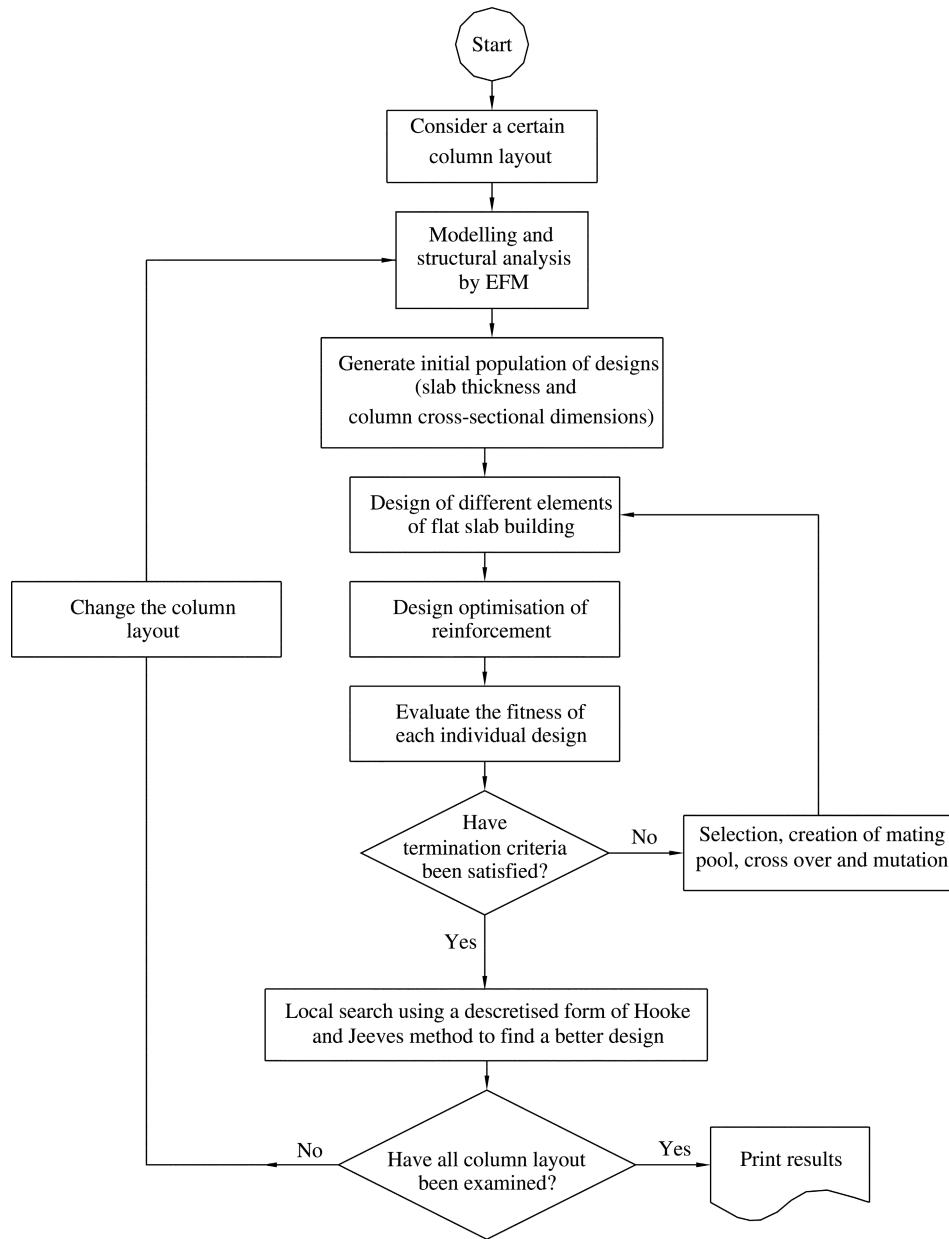 Start
Consider a certain
column layout
Modelling and
structural analysis
by EFM
Generate initial population of designs
(slab thickness and
column cross-sectional dimensions)
Design of different elements
of flat slab building
Change the column
layout
Design optimisation of
reinforcement
Evaluate the fitness of
each individual design
Have
termination criteria
been satisfied?
No
Selection, creation of mating
pool, cross over and mutation
Yes
Local search using a descretised form of Hooke
and Jeeves method to find a better design
No
Have all column layout
been examined?
Yes
Print results